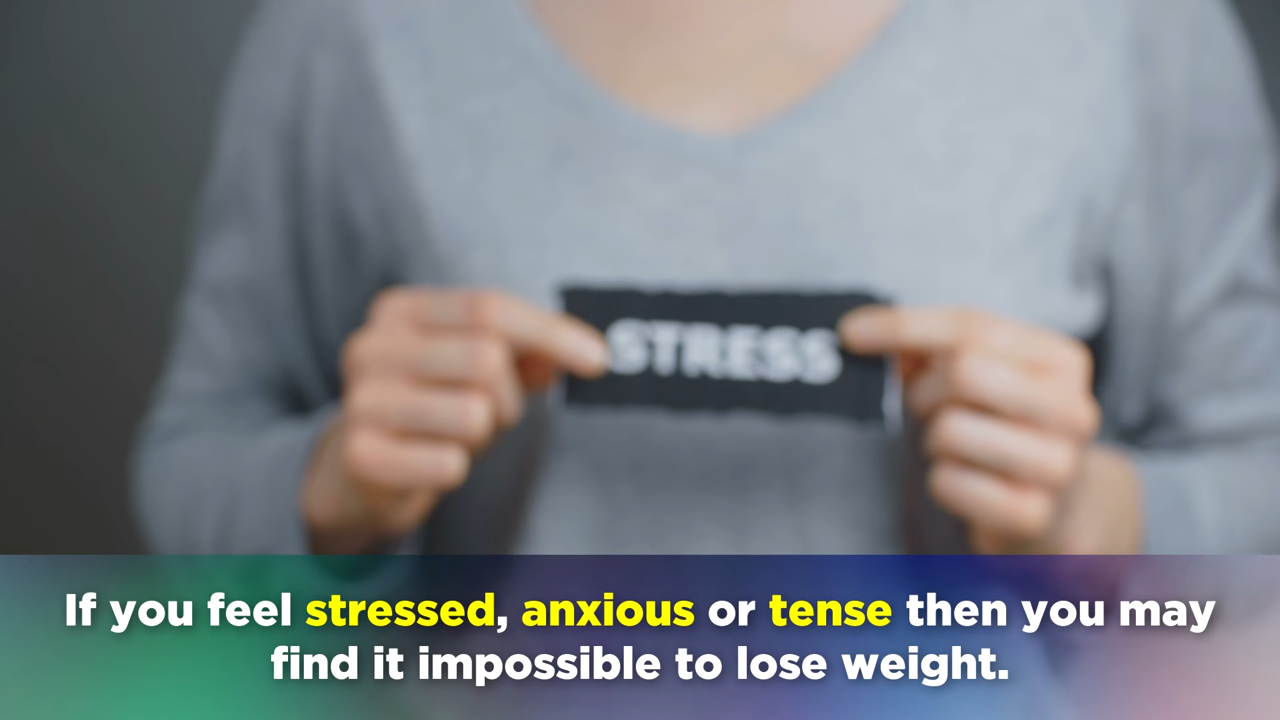 STRESS
If you feel stressed, anxious or tense then you may
find it impossible to lose weight.